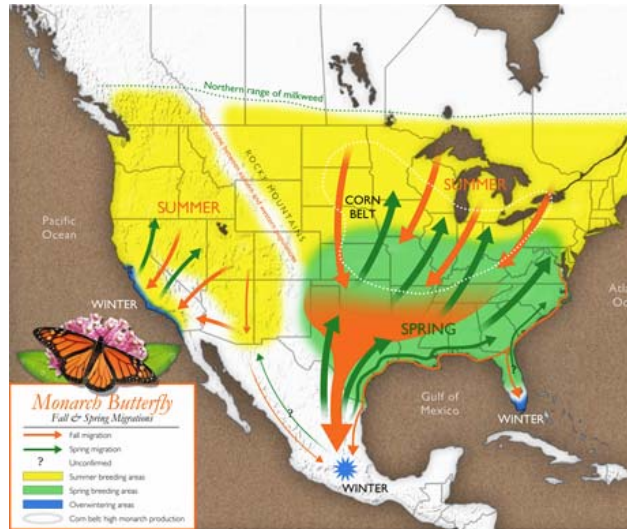 Northern range of milkweed
ROCKY MOUNTAINS
SUMMER
SUMMER
CORN
BELT
Pacific
Ocean
WINTER
SPRING
Gulf of
Mexico
WINTER
WINTER
?
?
Monarch Butterfly
Fall & Spring Migrations
Fall migration
Spring migration
? Unconfirmed
Summer breeding areas
Spring breeding areas
Overwintering areas
Corn belt: high monarch production